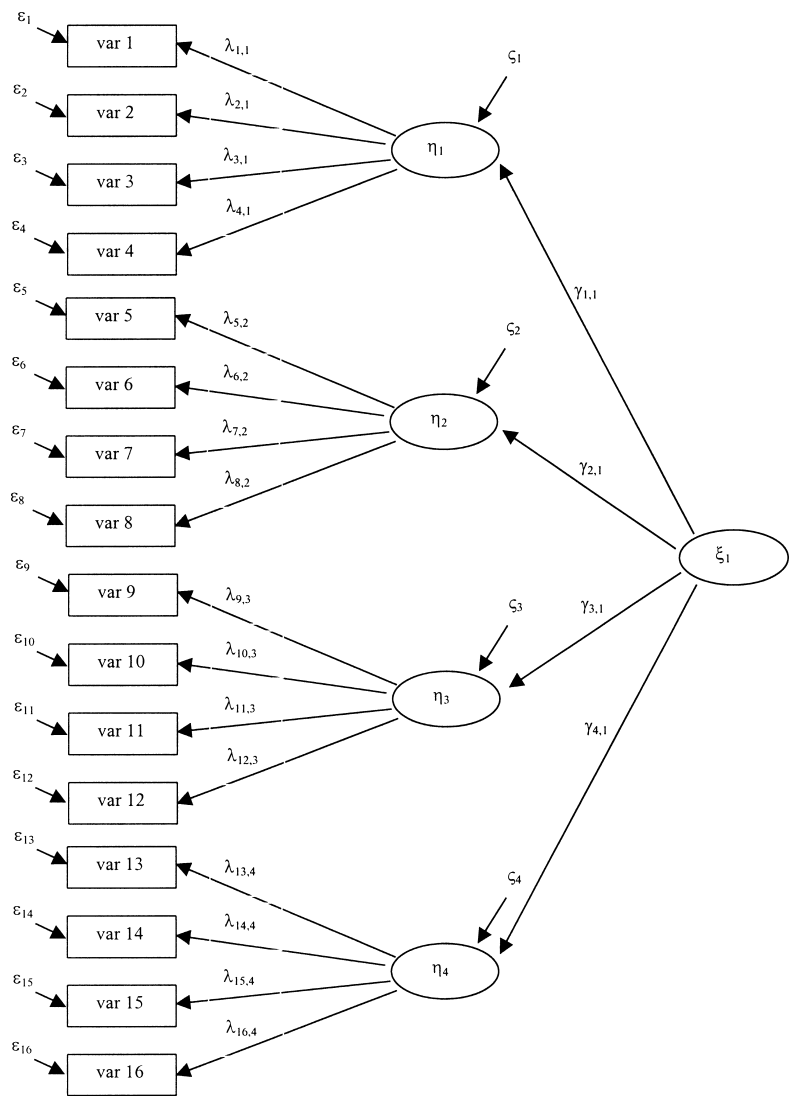 ε1
var 1
λ1,1
ς1
ε2
var 2
λ2,1
η1
ε3
var 3
λ3,1
ε4
var 4
λ4,1
ε5
var 5
λ5,2
γ1,1
ς2
ε6
var 6
λ6,2
η2
ε7
var 7
λ7,2
γ2,1
ε8
var 8
λ8,2
ξ1
ε9
var 9
λ9,3
ς3
γ3,1
ε10
var 10
λ10,3
η3
ε11
var 11
λ11,3
γ4,1
ε12
var 12
λ12,3
ε13
var 13
λ13,4
ς4
ε14
var 14
λ14,4
η4
ε15
var 15
λ15,4
ε16
var 16
λ16,4